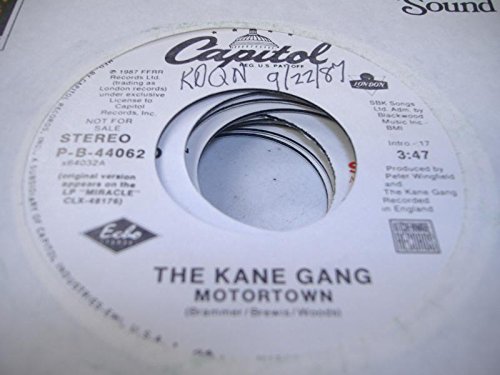 Sound
Capitol
REG. U.S. PAT. OFF.
KDQN 9/22/87
℗ 1987 FFRR
Records Ltd.
(trading as
London records)
under exclusive
License to
Capitol
Records, Inc.
NOT FOR
SALE
STEREO
P-B-44062
xB4032A
(original version
appears on the
LP "MIRACLE"
CLX-48176)
LONDON
SBK Songs
Ltd. Adm. by
Blackwood
Music Inc.-
BMI
Intro.-17
3:47
Produced by
Peter Wingfield
and
The Kane Gang
Recorded
in England
Echo
THE KANE GANG
MOTORTOWN
(Brammer/Brewis/Woods)